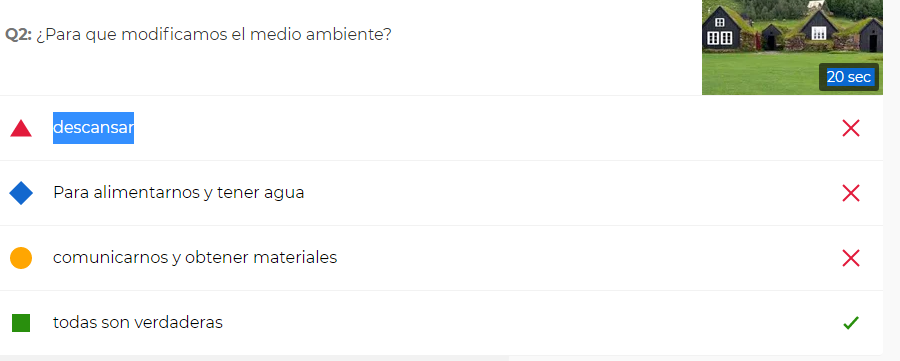 Q2: ¿Para que modificamos el medio ambiente?
20 sec
descansar
Para alimentarnos y tener agua
comunicarnos y obtener materiales
todas son verdaderas